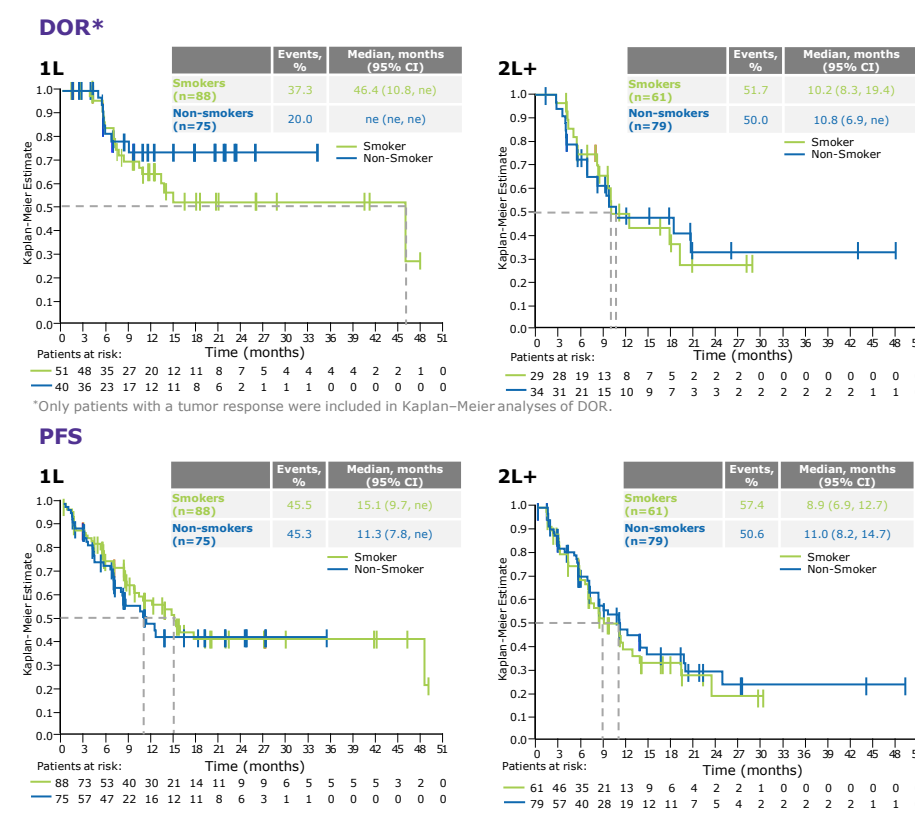 DOR*
1L
Events, %
Median, months (95% CI)
Smokers (n=88)
37.3
46.4 (10.8, ne)
Non-smokers (n=75)
20.0
ne (ne, ne)
Smoker
Non-Smoker
Kaplan-Meier Estimate
1.0
0.9
0.8
0.7
0.6
0.5
0.4
0.3
0.2
0.1
0.0
0 3 6 9 12 15 18 21 24 27 30 33 36 39 42 45 48 51
Patients at risk:
Time (months)
51 48 35 27 20 12 11 8 7 5 4 4 4 4 2 2 1 0
40 36 23 17 12 11 8 6 2 1 1 1 0 0 0 0 0 0
2L+
Events, %
Median, months (95% CI)
Smokers (n=61)
51.7
10.2 (8.3, 19.4)
Non-smokers (n=79)
50.0
10.8 (6.9, ne)
Smoker
Non-Smoker
Kaplan-Meier Estimate
1.0
0.9
0.8
0.7
0.6
0.5
0.4
0.3
0.2
0.1
0.0
0 3 6 9 12 15 18 21 24 27 30 33 36 39 42 45 48
Patients at risk:
Time (months)
29 28 19 13 8 7 5 2 2 2 0 0 0 0 0 0 0
34 31 21 15 10 9 7 3 3 2 2 2 2 2 2 1 1
*Only patients with a tumor response were included in Kaplan–Meier analyses of DOR.
PFS
1L
Events, %
Median, months (95% CI)
Smokers (n=88)
45.5
15.1 (9.7, ne)
Non-smokers (n=75)
45.3
11.3 (7.8, ne)
Smoker
Non-Smoker
Kaplan-Meier Estimate
1.0
0.9
0.8
0.7
0.6
0.5
0.4
0.3
0.2
0.1
0.0
0 3 6 9 12 15 18 21 24 27 30 33 36 39 42 45 48 51
Patients at risk:
Time (months)
88 73 53 40 30 21 14 11 9 9 6 5 5 5 3 2 0
75 57 47 22 16 12 11 8 6 3 1 1 0 0 0 0 0 0
2L+
Events, %
Median, months (95% CI)
Smokers (n=61)
57.4
8.9 (6.9, 12.7)
Non-smokers (n=79)
50.6
11.0 (8.2, 14.7)
Smoker
Non-Smoker
Kaplan-Meier Estimate
1.0
0.9
0.8
0.7
0.6
0.5
0.4
0.3
0.2
0.1
0.0
0 3 6 9 12 15 18 21 24 27 30 33 36 39 42 45 48
Patients at risk:
Time (months)
61 46 35 21 13 9 6 4 2 2 1 0 0 0 0 0 0
79 57 40 28 19 12 11 7 5 4 2 2 2 2 2 1 1